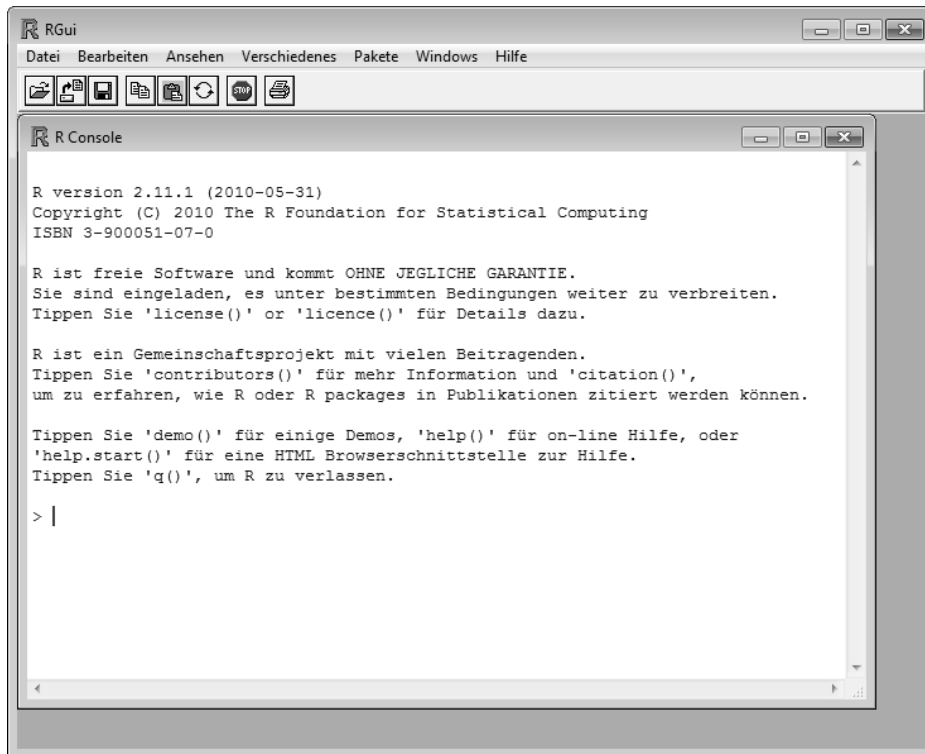 RGui
Datei Bearbeiten Ansehen Verschiedenes Pakete Windows Hilfe
STOP
R Console
R version 2.11.1 (2010-05-31)
Copyright (C) 2010 The R Foundation for Statistical Computing
ISBN 3-900051-07-0
R ist freie Software und kommt OHNE JEGLICHE GARANTIE.
Sie sind eingeladen, es unter bestimmten Bedingungen weiter zu verbreiten.
Tippen Sie 'license()' or 'licence()' für Details dazu.
R ist ein Gemeinschaftsprojekt mit vielen Beitragenden.
Tippen Sie 'contributors()' für mehr Information und 'citation()',
um zu erfahren, wie R oder R packages in Publikationen zitiert werden können.
Tippen Sie 'demo()' für einige Demos, 'help()' für on-line Hilfe, oder
'help.start()' für eine HTML Browserschnittstelle zur Hilfe.
Tippen Sie 'q()', um R zu verlassen.
>